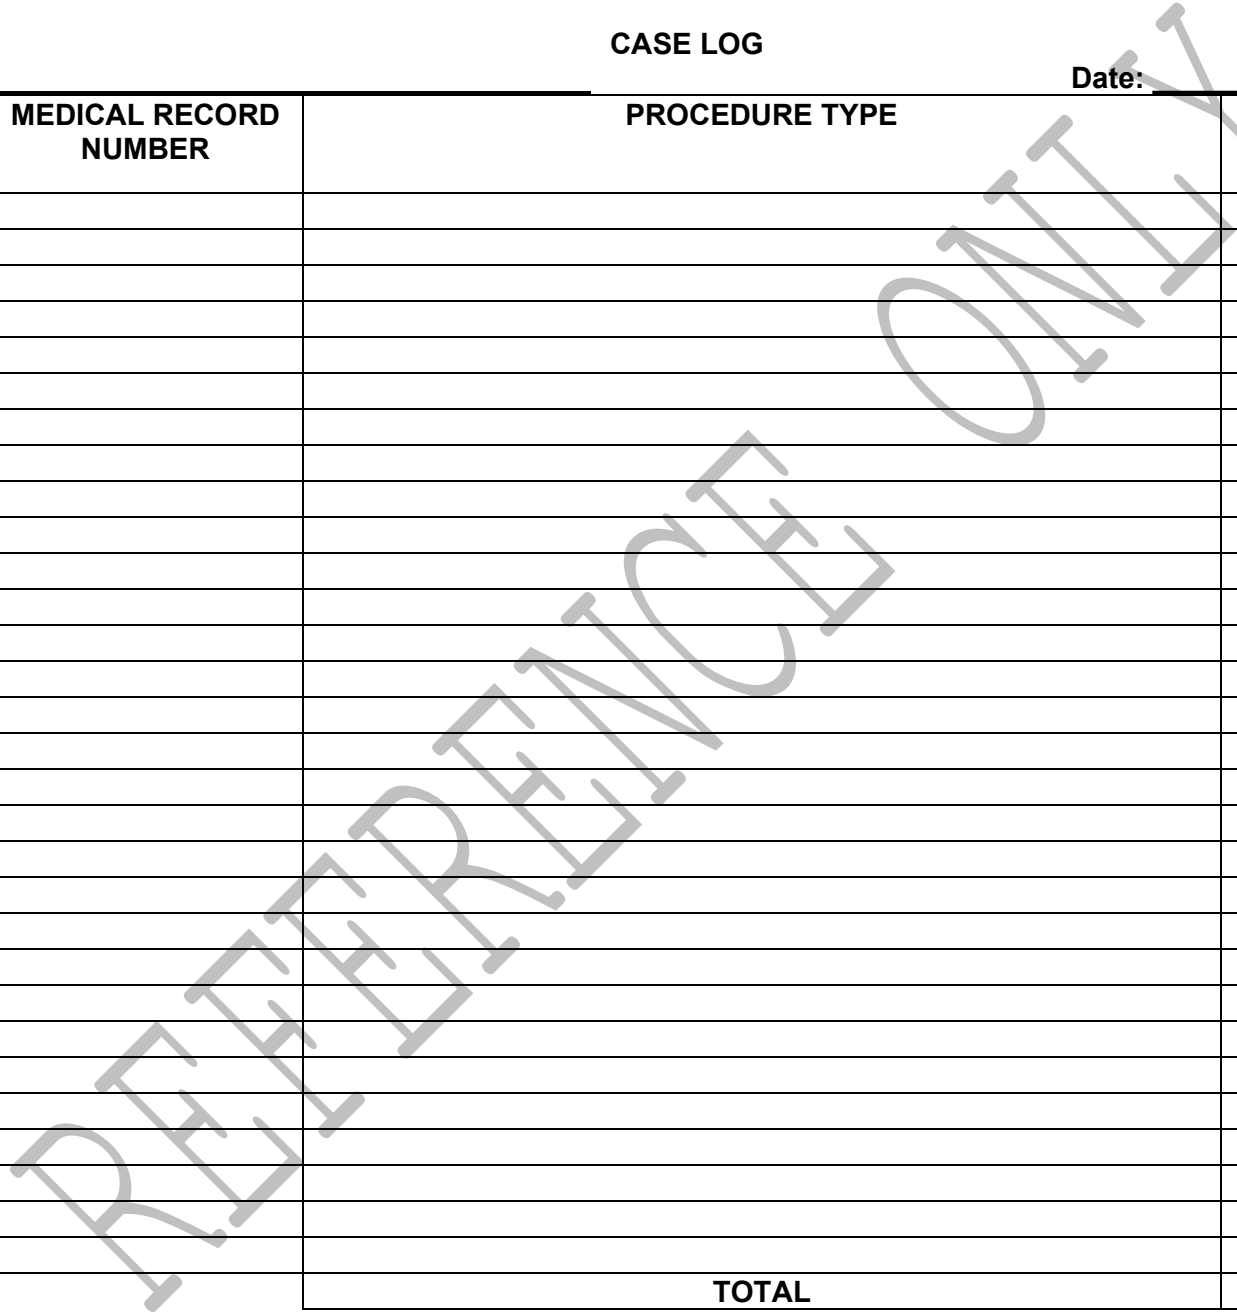 CASE LOG
Date:
MEDICAL RECORD
NUMBER
PROCEDURE TYPE
TOTAL
REFERENCE ONLY